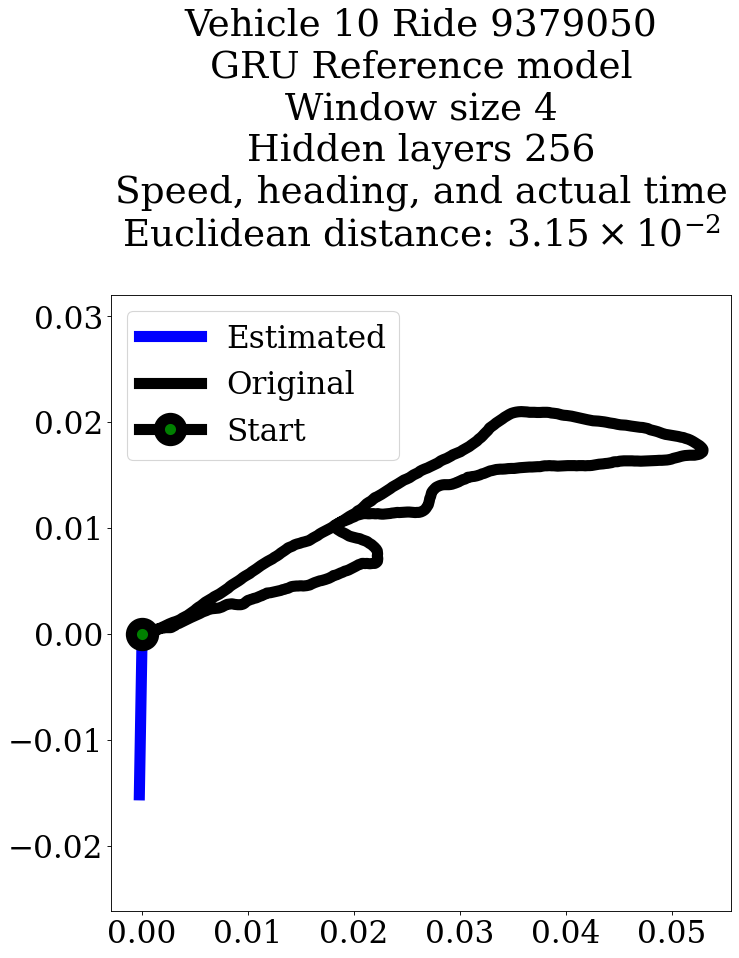 Vehicle 10 Ride 9379050
GRU Reference model
Window size 4
Hidden layers 256
Speed, heading, and actual time
Euclidean distance: 3.15 × 10⁻²
Estimated
Original
Start
0.03
0.02
0.01
0.00
−0.01
−0.02
0.00 0.01 0.02 0.03 0.04 0.05